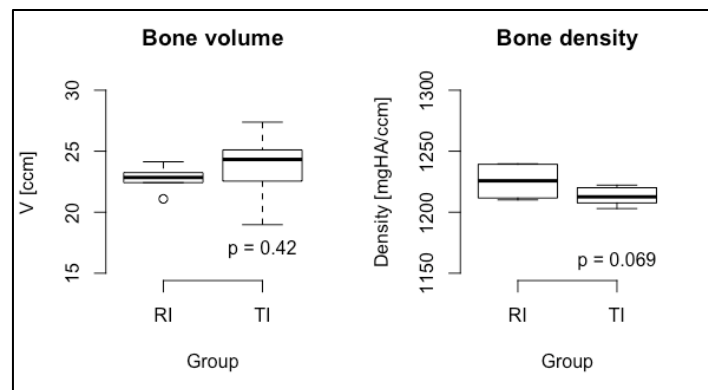 Bone volume
V [ccm]
30
25
20
15
p = 0.42
RI
TI
Group
Bone density
Density [mgHA/ccm]
1300
1250
1200
1150
p = 0.069
RI
TI
Group